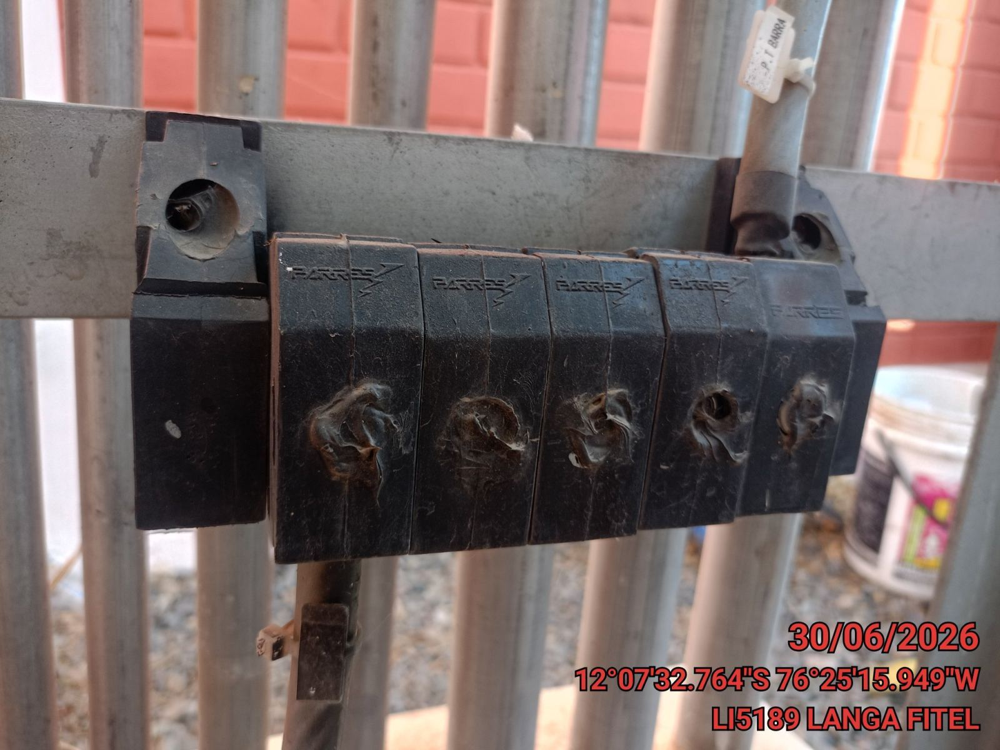 P.T BARRA
PARRES
PARRES
PARRES
PARRES
PARRES
30/06/2026
12°07'32.764"S 76°25'15.949"W
LI5189 LANGA FITEL